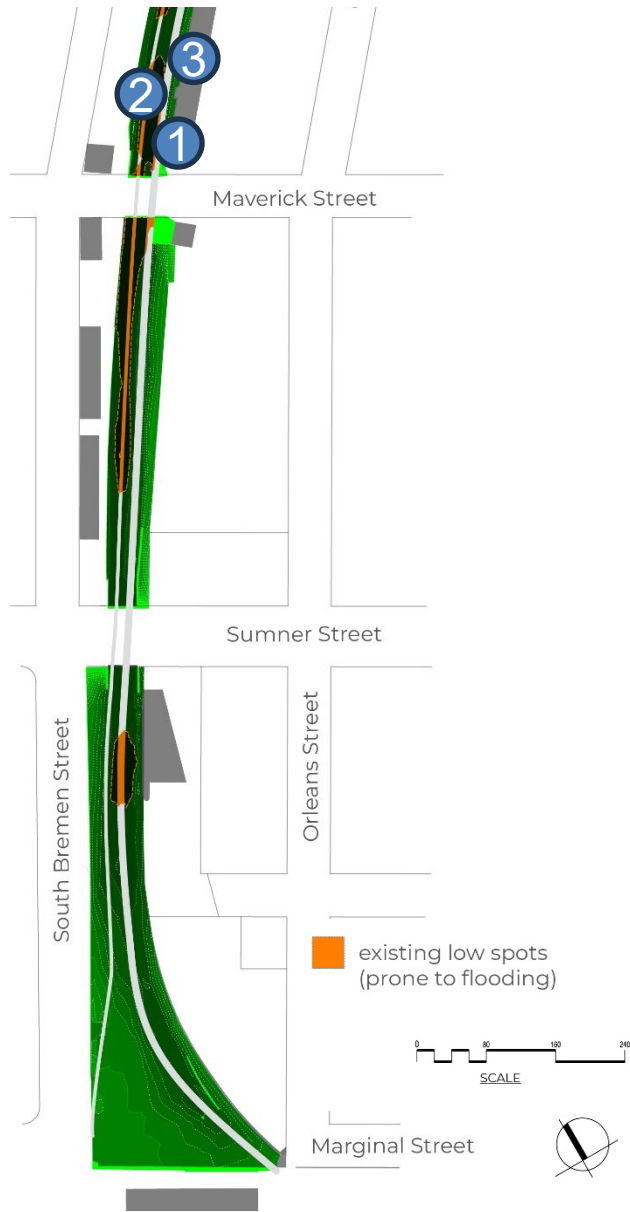 3
2
1
Maverick Street
Sumner Street
South Bremen Street
Orleans Street
existing low spots
(prone to flooding)
0 80 160 240
SCALE
Marginal Street